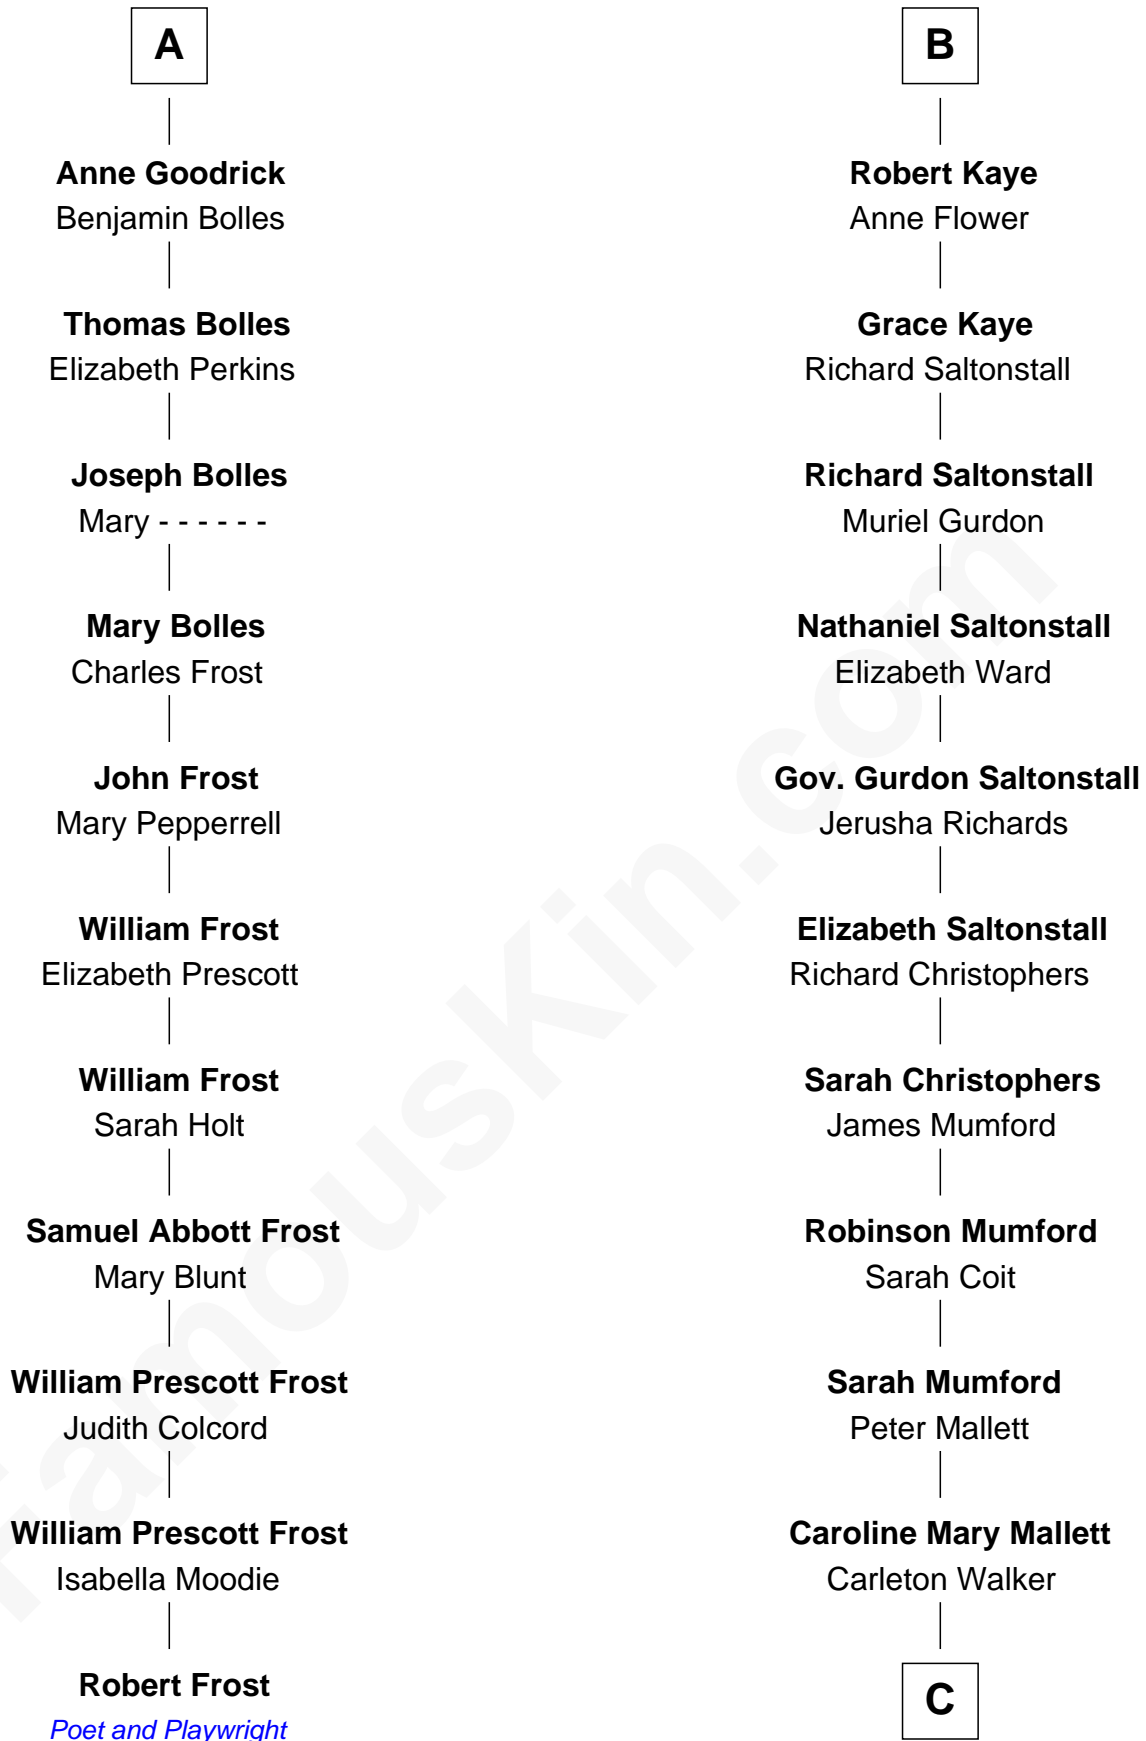 A
Anne Goodrick
Benjamin Bolles
Thomas Bolles
Elizabeth Perkins
Joseph Bolles
Mary - - - - - -
Mary Bolles
Charles Frost
John Frost
Mary Pepperrell
William Frost
Elizabeth Prescott
William Frost
Sarah Holt
Samuel Abbott Frost
Mary Blunt
William Prescott Frost
Judith Colcord
William Prescott Frost
Isabella Moodie
Robert Frost
Poet and Playwright
B
Robert Kaye
Anne Flower
Grace Kaye
Richard Saltonstall
Richard Saltonstall
Muriel Gurdon
Nathaniel Saltonstall
Elizabeth Ward
Gov. Gurdon Saltonstall
Jerusha Richards
Elizabeth Saltonstall
Richard Christophers
Sarah Christophers
James Mumford
Robinson Mumford
Sarah Coit
Sarah Mumford
Peter Mallett
Caroline Mary Mallett
Carleton Walker
C
FamousKin.com